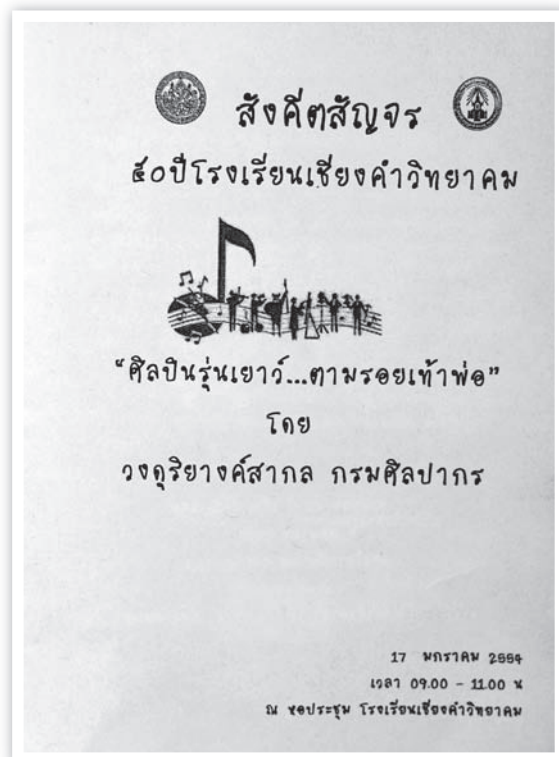 สังคีตสัญจร
๕๐ปีโรงเรียนเชียงคำวิทยาคม
“ศิลปินรุ่นเยาว์...ตามรอยเท้าพ่อ”
โดย
วงดุริยางค์สากล กรมศิลปากร
17 มกราคม 2554
เวลา 09.00 - 11.00 น
ณ หอประชุม โรงเรียนเชียงคำวิทยาคม